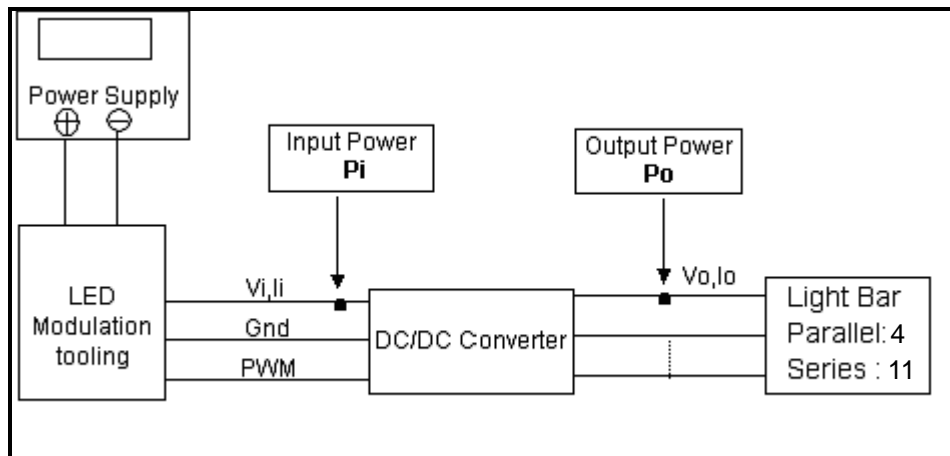 Power Supply
Input Power
Pi
Output Power
Po
Vi,Ii
Gnd
PWM
LED
Modulation
tooling
DC/DC Converter
Vo,Io
Light Bar
Parallel: 4
Series : 11